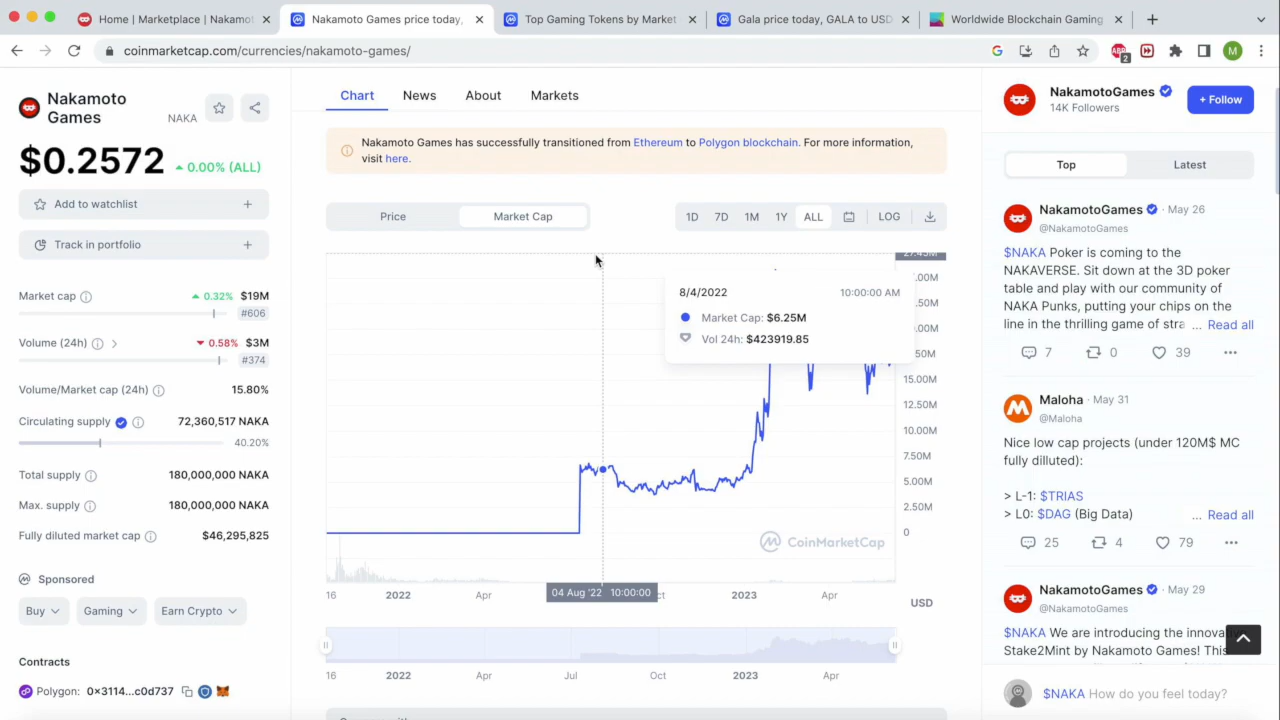 Home | Marketplace | Nakamot
Nakamoto Games price today,
Top Gaming Tokens by Market
Gala price today, GALA to USD
Worldwide Blockchain Gaming
coinmarketcap.com/currencies/nakamoto-games/
ABP
2
M
Nakamoto
Games
NAKA
$0.2572
0.00% (ALL)
Add to watchlist
Track in portfolio
Market cap
0.32% $19M
#606
Volume (24h)
0.58% $3M
#374
Volume/Market cap (24h)
15.80%
Circulating supply
72,360,517 NAKA
40.20%
Total supply
180,000,000 NAKA
Max. supply
180,000,000 NAKA
Fully diluted market cap
$46,295,825
Sponsored
Buy
Gaming
Earn Crypto
Contracts
Polygon: 0x3114...c0d737
Chart
News
About
Markets
Nakamoto Games has successfully transitioned from Ethereum to Polygon blockchain. For more information,
visit here.
Price
Market Cap
1D
7D
1M
1Y
ALL
LOG
27.45M
.00M
.50M
.00M
.50M
15.00M
12.50M
10.00M
7.50M
5.00M
2.50M
0
8/4/2022
10:00:00 AM
Market Cap: $6.25M
Vol 24h: $423919.85
CoinMarketCap
16
2022
Apr
04 Aug '22 10:00:00
ct
2023
Apr
USD
16
2022
Apr
Jul
Oct
2023
Apr
NakamotoGames
14K Followers
+ Follow
Top
Latest
NakamotoGames · May 26
@NakamotoGames
$NAKA Poker is coming to the
NAKAVERSE. Sit down at the 3D poker
table and play with our community of
NAKA Punks, putting your chips on the
line in the thrilling game of stra ... Read all
7
0
39
Maloha · May 31
@Maloha
Nice low cap projects (under 120M$ MC
fully dilluted):
> L-1: $TRIAS
> L0: $DAG (Big Data) ... Read all
25
4
79
NakamotoGames · May 29
@NakamotoGames
$NAKA We are introducing the innova
Stake2Mint by Nakamoto Games! This
$NAKA How do you feel today?